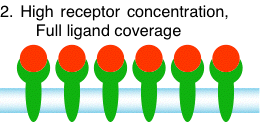 2. High receptor concentration,
Full ligand coverage